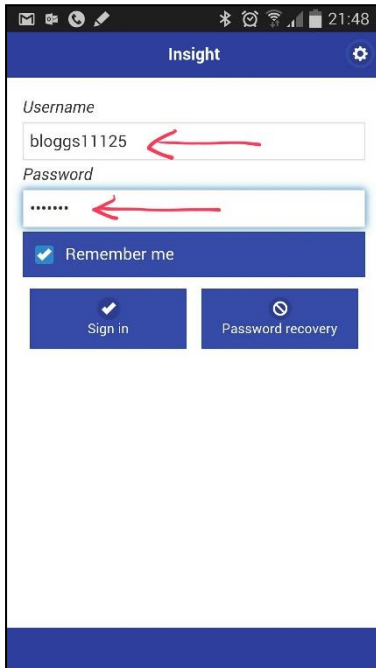 21:48
Insight
Username
bloggs11125
Password
•••••••
Remember me
Sign in
Password recovery